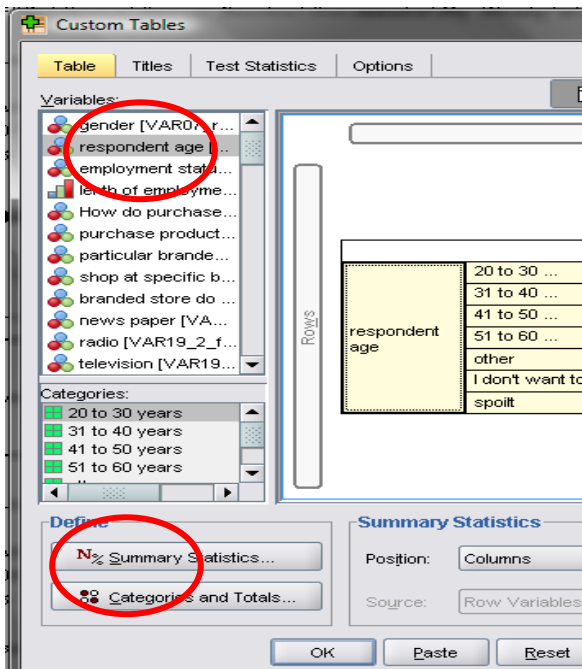 Custom Tables
Table Titles Test Statistics Options
Variables:
gender [VAR07_r...
respondent age [...
employment statu...
lenth of employme...
How do purchase...
purchase product...
particular brande...
shop at specific b...
branded store do ...
news paper [VA...
radio [VAR19_2_f...
television [VAR19...
Categories:
20 to 30 years
31 to 40 years
41 to 50 years
51 to 60 years
Rows
respondent age
20 to 30 ...
31 to 40 ...
41 to 50 ...
51 to 60 ...
other
I don't want to
spoilt
Define
N% Summary Statistics...
Categories and Totals...
Summary Statistics
Position: Columns
Source: Row Variables
OK Paste Reset